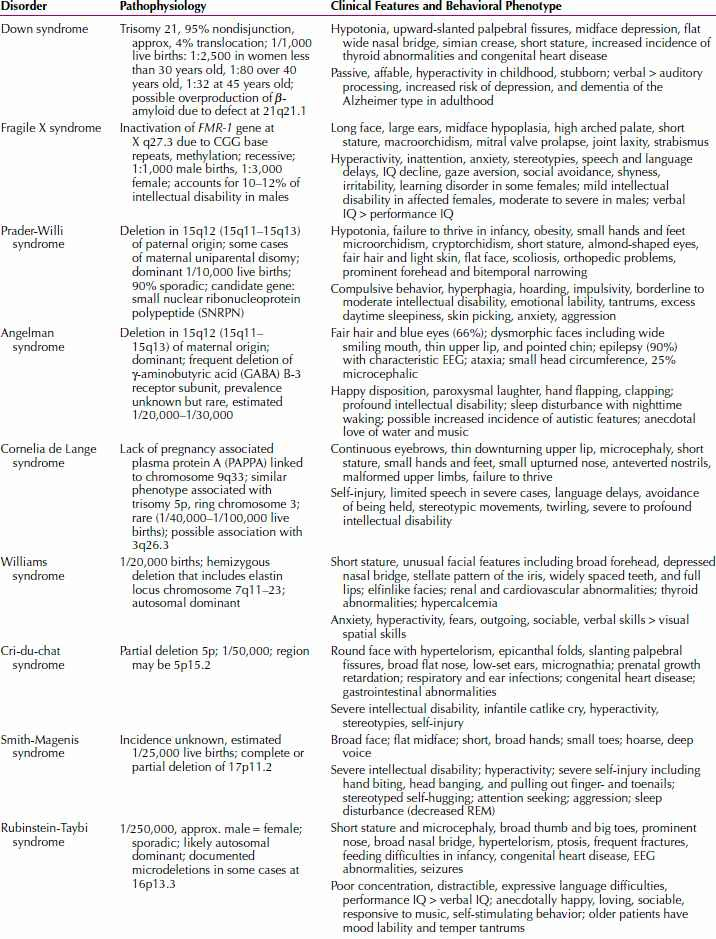 Disorder Pathophysiology Clinical Features and Behavioral Phenotype
Down syndrome
Trisomy 21, 95% nondisjunction,
approx, 4% translocation; 1/1,000
live births: 1:2,500 in women less
than 30 years old, 1:80 over 40
years old, 1:32 at 45 years old;
possible overproduction of β-
amyloid due to defect at 21q21.1
Hypotonia, upward-slanted palpebral fissures, midface depression, flat
wide nasal bridge, simian crease, short stature, increased incidence of
thyroid abnormalities and congenital heart disease
Passive, affable, hyperactivity in childhood, stubborn; verbal > auditory
processing, increased risk of depression, and dementia of the
Alzheimer type in adulthood
Fragile X syndrome
Inactivation of FMR-1 gene at
X q27.3 due to CGG base
repeats, methylation; recessive;
1:1,000 male births, 1:3,000
female; accounts for 10–12% of
intellectual disability in males
Long face, large ears, midface hypoplasia, high arched palate, short
stature, macroorchidism, mitral valve prolapse, joint laxity, strabismus
Hyperactivity, inattention, anxiety, stereotypies, speech and language
delays, IQ decline, gaze aversion, social avoidance, shyness,
irritability, learning disorder in some females; mild intellectual
disability in affected females, moderate to severe in males; verbal
IQ > performance IQ
Prader-Willi
syndrome
Deletion in 15q12 (15q11–15q13)
of paternal origin; some cases
of maternal uniparental disomy;
dominant 1/10,000 live births;
90% sporadic; candidate gene:
small nuclear ribonucleoprotein
polypeptide (SNRPN)
Hypotonia, failure to thrive in infancy, obesity, small hands and feet
microorchidism, cryptorchidism, short stature, almond-shaped eyes,
fair hair and light skin, flat face, scoliosis, orthopedic problems,
prominent forehead and bitemporal narrowing
Compulsive behavior, hyperphagia, hoarding, impulsivity, borderline to
moderate intellectual disability, emotional lability, tantrums, excess
daytime sleepiness, skin picking, anxiety, aggression
Angelman
syndrome
Deletion in 15q12 (15q11–
15q13) of maternal origin;
dominant; frequent deletion of
γ-aminobutyric acid (GABA) B-3
receptor subunit, prevalence
unknown but rare, estimated
1/20,000–1/30,000
Fair hair and blue eyes (66%); dysmorphic faces including wide
smiling mouth, thin upper lip, and pointed chin; epilepsy (90%)
with characteristic EEG; ataxia; small head circumference, 25%
microcephalic
Happy disposition, paroxysmal laughter, hand flapping, clapping;
profound intellectual disability; sleep disturbance with nighttime
waking; possible increased incidence of autistic features; anecdotal
love of water and music
Cornelia de Lange
syndrome
Lack of pregnancy associated
plasma protein A (PAPPA) linked
to chromosome 9q33; similar
phenotype associated with
trisomy 5p, ring chromosome 3;
rare (1/40,000–1/100,000 live
births); possible association with
3q26.3
Continuous eyebrows, thin downturning upper lip, microcephaly, short
stature, small hands and feet, small upturned nose, anteverted nostrils,
malformed upper limbs, failure to thrive
Self-injury, limited speech in severe cases, language delays, avoidance
of being held, stereotypic movements, twirling, severe to profound
intellectual disability
Williams
syndrome
1/20,000 births; hemizygous
deletion that includes elastin
locus chromosome 7q11–23;
autosomal dominant
Short stature, unusual facial features including broad forehead, depressed
nasal bridge, stellate pattern of the iris, widely spaced teeth, and full
lips; elfinlike facies; renal and cardiovascular abnormalities; thyroid
abnormalities; hypercalcemia
Anxiety, hyperactivity, fears, outgoing, sociable, verbal skills > visual
spatial skills
Cri-du-chat
syndrome
Partial deletion 5p; 1/50,000; region
may be 5p15.2
Round face with hypertelorism, epicanthal folds, slanting palpebral
fissures, broad flat nose, low-set ears, micrognathia; prenatal growth
retardation; respiratory and ear infections; congenital heart disease;
gastrointestinal abnormalities
Severe intellectual disability, infantile catlike cry, hyperactivity,
stereotypies, self-injury
Smith-Magenis
syndrome
Incidence unknown, estimated
1/25,000 live births; complete or
partial deletion of 17p11.2
Broad face; flat midface; short, broad hands; small toes; hoarse, deep
voice
Severe intellectual disability; hyperactivity; severe self-injury including
hand biting, head banging, and pulling out finger- and toenails;
stereotyped self-hugging; attention seeking; aggression; sleep
disturbance (decreased REM)
Rubinstein-Taybi
syndrome
1/250,000, approx. male = female;
sporadic; likely autosomal
dominant; documented
microdeletions in some cases at
16p13.3
Short stature and microcephaly, broad thumb and big toes, prominent
nose, broad nasal bridge, hypertelorism, ptosis, frequent fractures,
feeding difficulties in infancy, congenital heart disease, EEG
abnormalities, seizures
Poor concentration, distractible, expressive language difficulties,
performance IQ > verbal IQ; anecdotally happy, loving, sociable,
responsive to music, self-stimulating behavior; older patients have
mood lability and temper tantrums